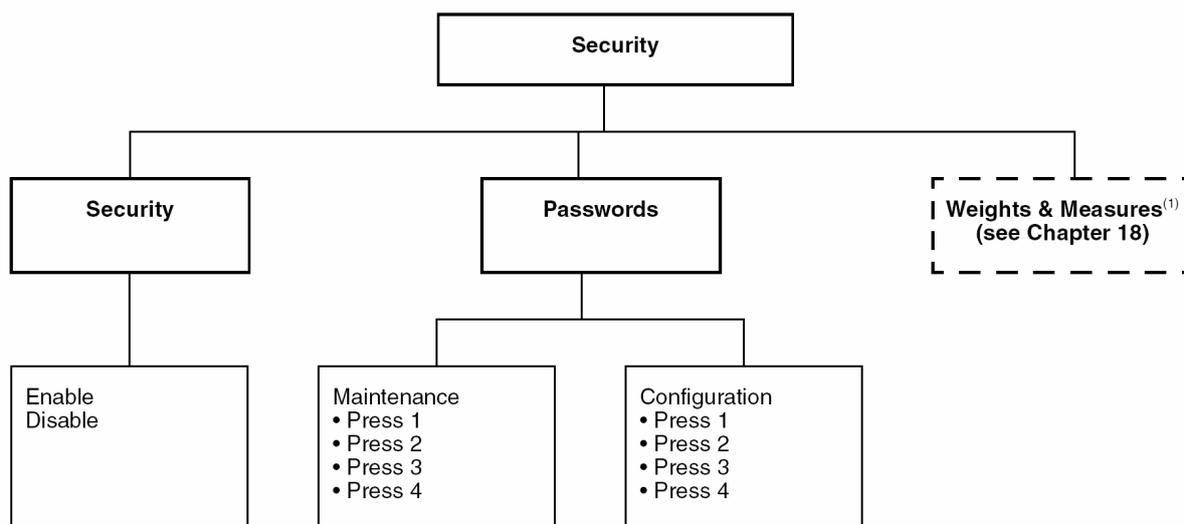 Security
Security
Passwords
Weights & Measures(1)
(see Chapter 18)
Enable
Disable
Maintenance
• Press 1
• Press 2
• Press 3
• Press 4
Configuration
• Press 1
• Press 2
• Press 3
• Press 4